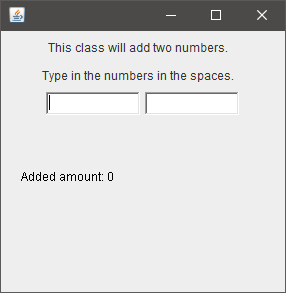 This class will add two numbers.
Type in the numbers in the spaces.
Added amount: 0